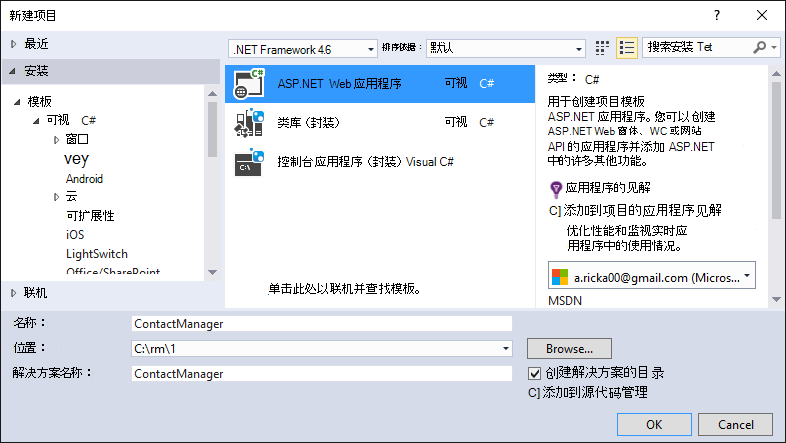 新建项目
? ×
最近
.NET Framework 4.6
排序依据：
默认
搜索安装 Tet
安装
模板
可视 C#
窗口
vey
Android
云
可扩展性
iOS
LightSwitch
Office/SharePoint
联机
ASP.NET Web 应用程序 可视 C#
类库 (封装) 可视 C#
控制台应用程序 (封装) Visual C#
单击此处以联机并查找模板。
类型： C#
用于创建项目模板
ASP.NET 应用程序。您可以创建
ASP.NET Web 窗体、WC 或网站
API 的应用程序并添加 ASP.NET
中的许多其他功能。
应用程序的见解
C] 添加到项目的应用程序见解
优化性能和监视实时应
用程序中的使用情况。
a.ricka00@gmail.com (Micros...
MSDN
名称：
ContactManager
位置：
C:\rm\1
Browse...
解决方案名称：
ContactManager
创建解决方案的目录
C] 添加到源代码管理
OK
Cancel